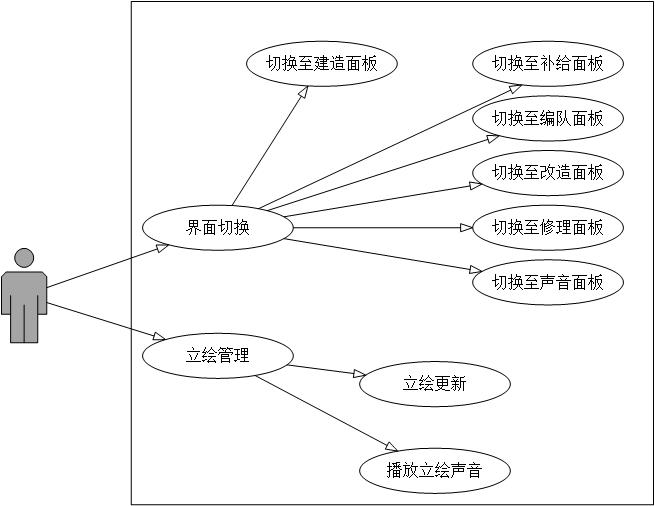 切换至建造面板
切换至补给面板
切换至编队面板
切换至改造面板
界面切换
切换至修理面板
切换至声音面板
立绘管理
立绘更新
播放立绘声音